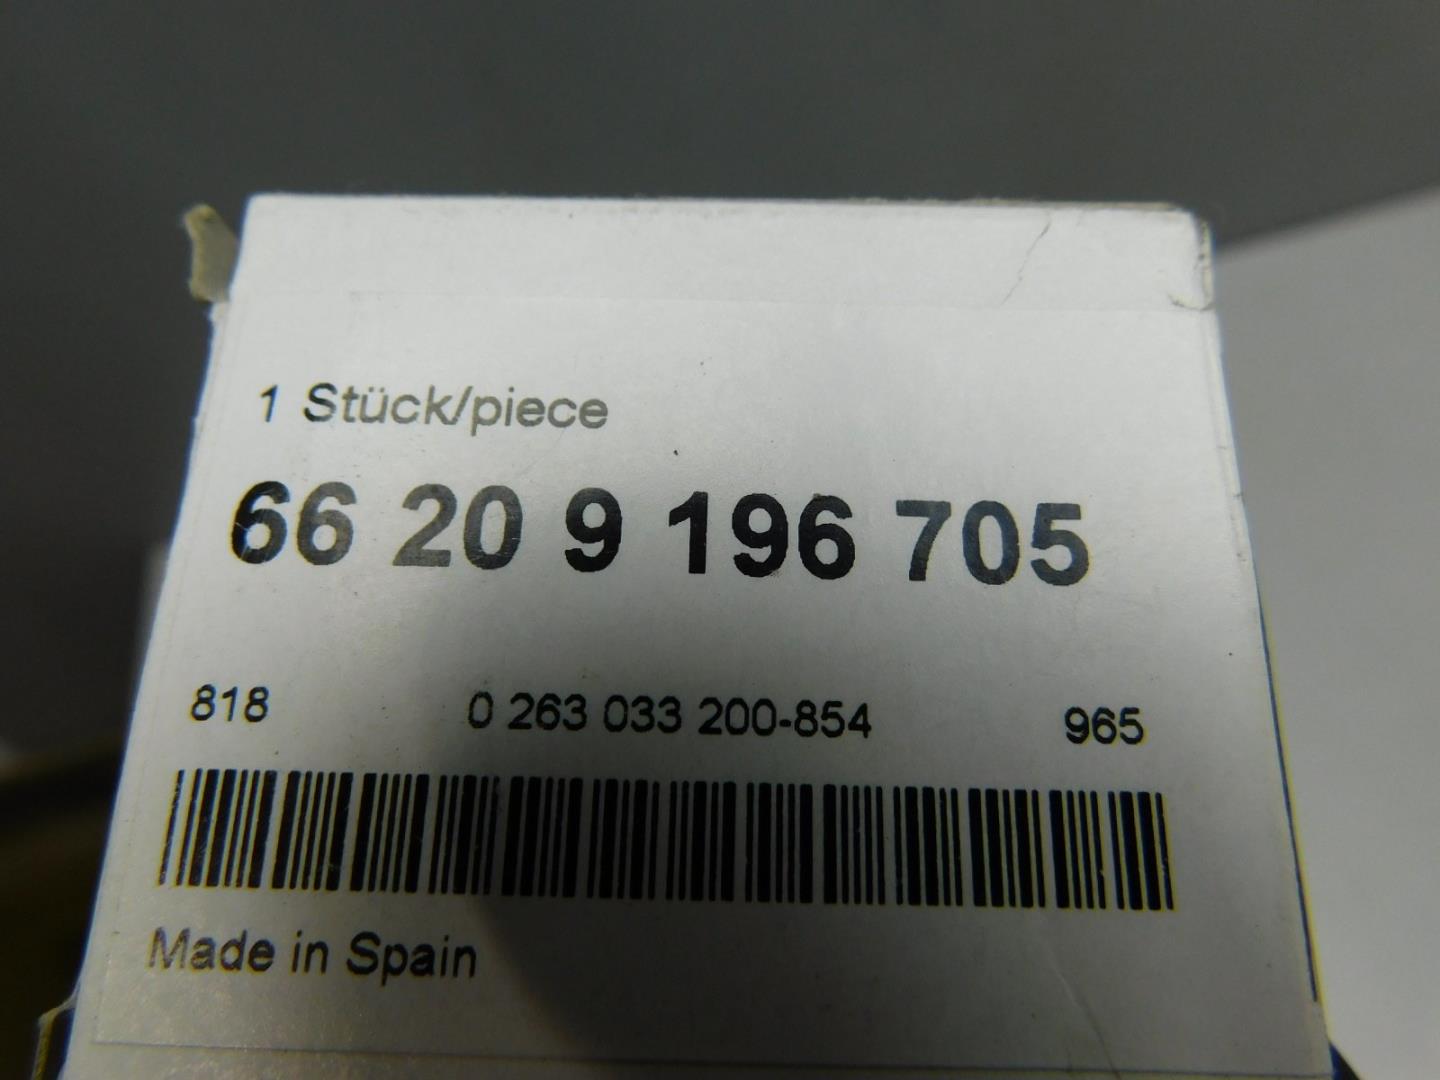 1 Stück/piece
66 20 9 196 705
818 0 263 033 200-854 965
Made in Spain